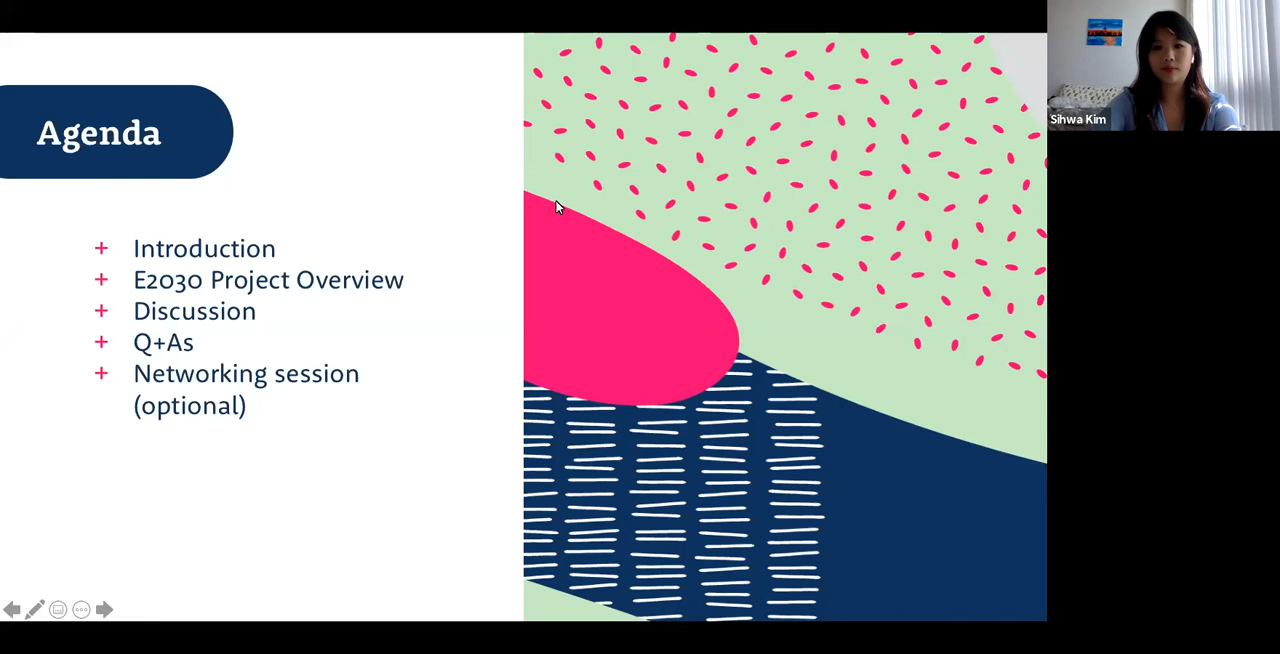 Agenda
+ Introduction
+ E2030 Project Overview
+ Discussion
+ Q+As
+ Networking session
(optional)
Sihwa Kim